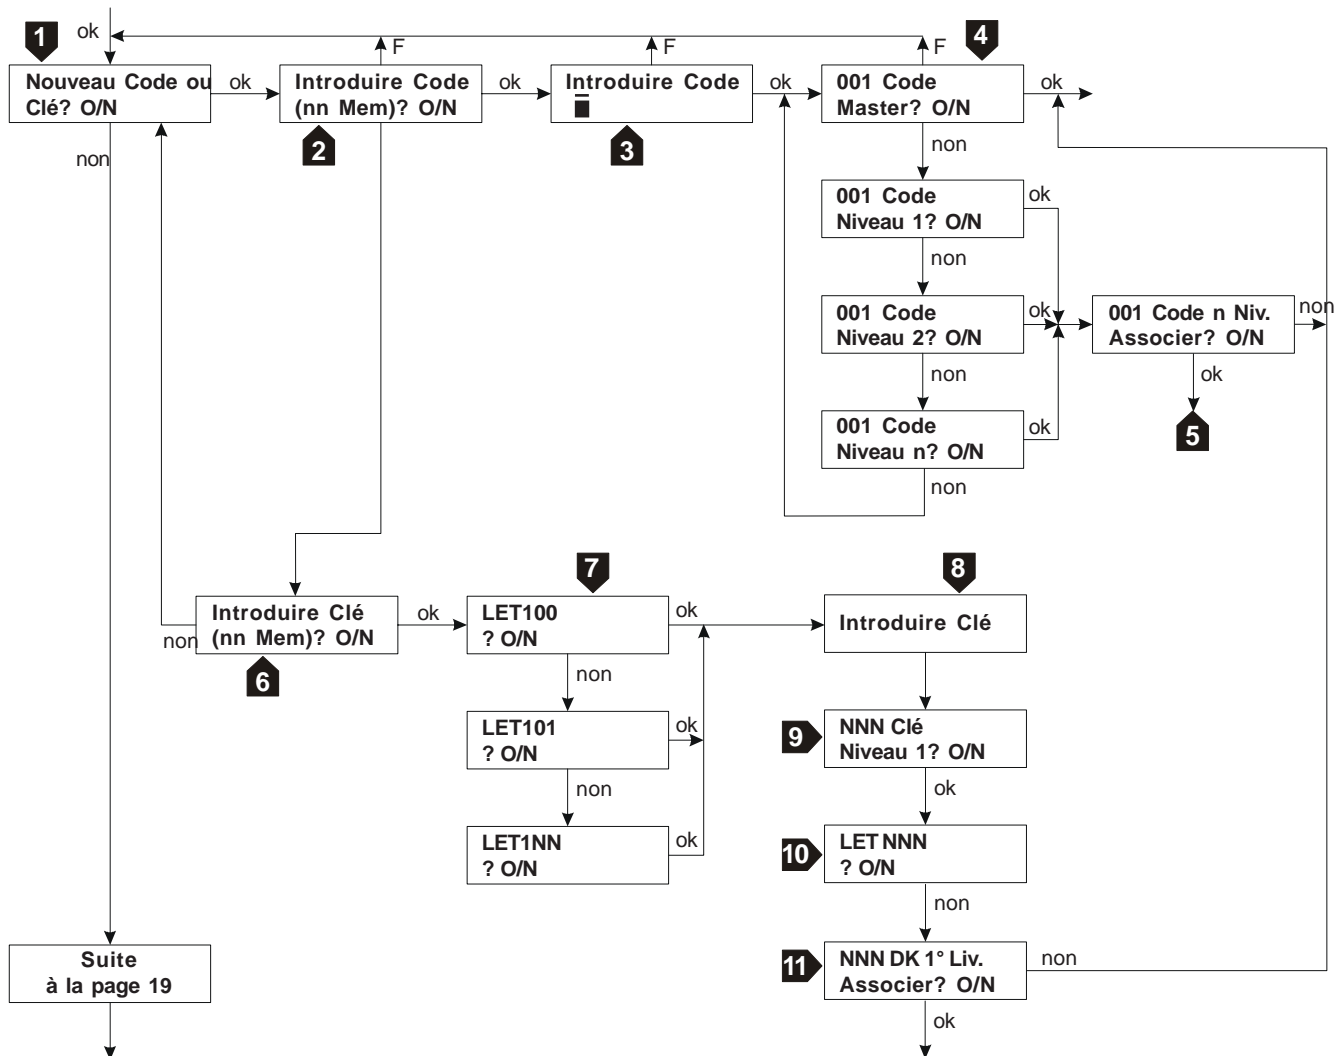 ok
1
Nouveau Code ou
Clé? O/N
ok
non
F
Introduire Code
(nn Mem)? O/N
2
ok
F
Introduire Code
3
ok
F
4
001 Code
Master? O/N
ok
non
001 Code
Niveau 1? O/N
ok
non
001 Code
Niveau 2? O/N
ok
non
001 Code
Niveau n? O/N
ok
non
001 Code n Niv.
Associer? O/N
non
ok
5
Introduire Clé
(nn Mem)? O/N
non
ok
6
7
LET100
? O/N
ok
non
LET101
? O/N
ok
non
LET1NN
? O/N
ok
8
Introduire Clé
9
NNN Clé
Niveau 1? O/N
ok
10
LET NNN
? O/N
non
11
NNN DK 1° Liv.
Associer? O/N
non
ok
Suite
à la page 19